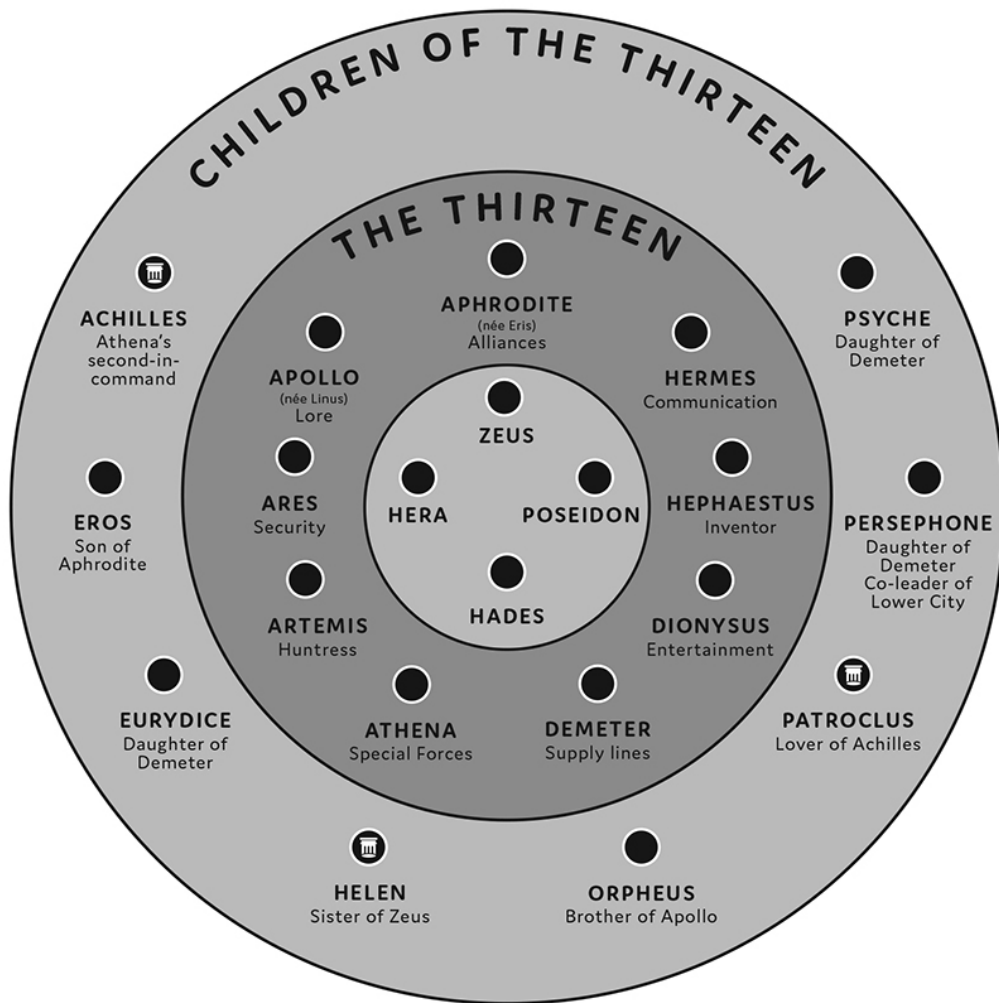 CHILDREN OF THE THIRTEEN
THE THIRTEEN
APHRODITE
(née Eris)
Alliances
ACHILLES
Athena's
second-in-
command
PSYCHE
Daughter of
Demeter
APOLLO
(née Linus)
Lore
HERMES
Communication
ZEUS
ARES
Security
HERA
POSEIDON
HEPHAESTUS
Inventor
EROS
Son of
Aphrodite
PERSEPHONE
Daughter of
Demeter
Co-leader of
Lower City
HADES
ARTEMIS
Huntress
DIONYSUS
Entertainment
EURYDICE
Daughter of
Demeter
ATHENA
Special Forces
DEMETER
Supply lines
PATROCLUS
Lover of Achilles
HELEN
Sister of Zeus
ORPHEUS
Brother of Apollo